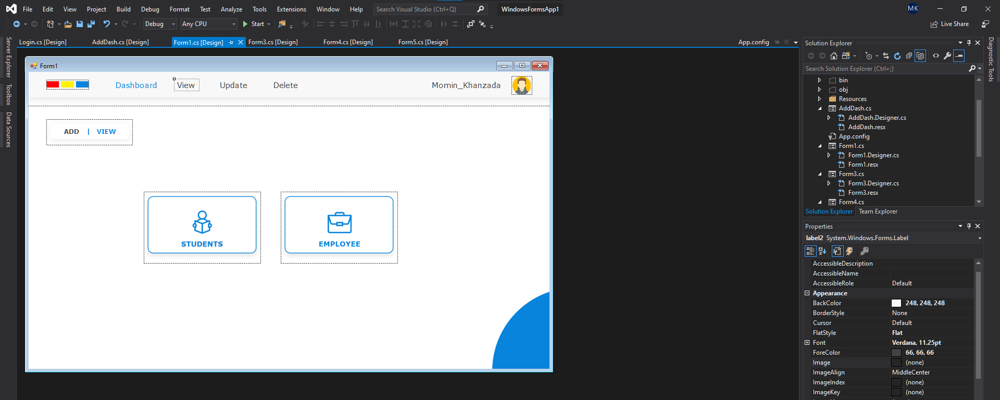 File Edit View Project Build Debug Format Test Analyze Tools Extensions Window Help Search Visual Studio (Ctrl+Q) WindowsFormsApp1 MK
Debug Any CPU Start Live Share
Login.cs [Design] AddDash.cs [Design] Form1.cs [Design] Form3.cs [Design] Form4.cs [Design] Form5.cs [Design] App.config
Server Explorer
Toolbox
Data Sources
Form1
Dashboard View Update Delete Momin_Khanzada
ADD | VIEW
STUDENTS
EMPLOYEE
Solution Explorer
Search Solution Explorer (Ctrl+;)
bin
obj
Resources
AddDash.cs
AddDash.Designer.cs
AddDash.resx
App.config
Form1.cs
Form1.Designer.cs
Form1.resx
Form3.cs
Form3.Designer.cs
Form3.resx
Form4.cs
Solution Explorer Team Explorer
Properties
label2 System.Windows.Forms.Label
AccessibleDescription
AccessibleName
AccessibleRole Default
Appearance
BackColor 248, 248, 248
BorderStyle None
Cursor Default
FlatStyle Flat
Font Verdana, 11.25pt
ForeColor 66, 66, 66
Image (none)
ImageAlign MiddleCenter
ImageIndex (none)
ImageKey (none)
Diagnostic Tools